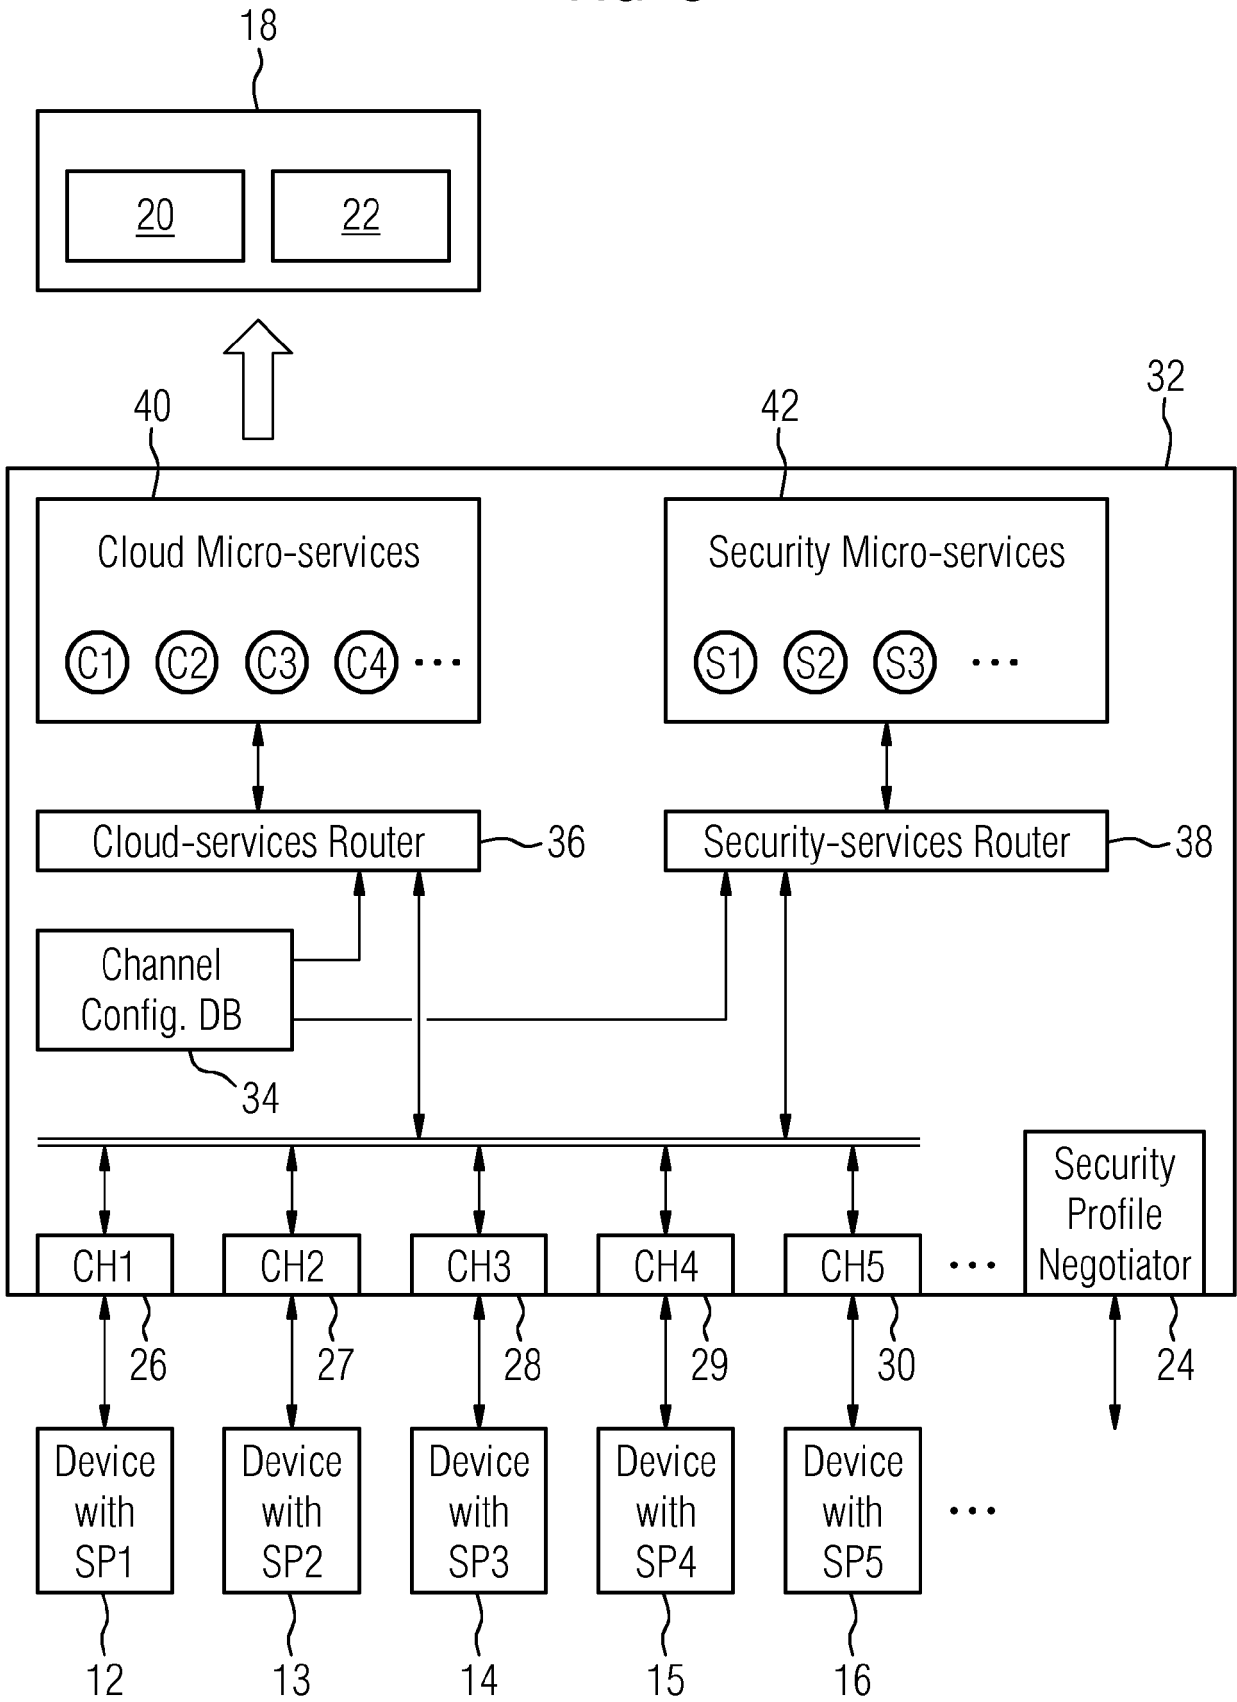 18
20
22
40
42
32
Cloud Micro-services
Security Micro-services
C1 C2 C3 C4 ...
S1 S2 S3 ...
Cloud-services Router
36
Security-services Router
38
Channel
Config. DB
34
Security
Profile
Negotiator
CH1
CH2
CH3
CH4
CH5
...
26
27
28
29
30
24
Device
with
SP1
Device
with
SP2
Device
with
SP3
Device
with
SP4
Device
with
SP5
...
12
13
14
15
16